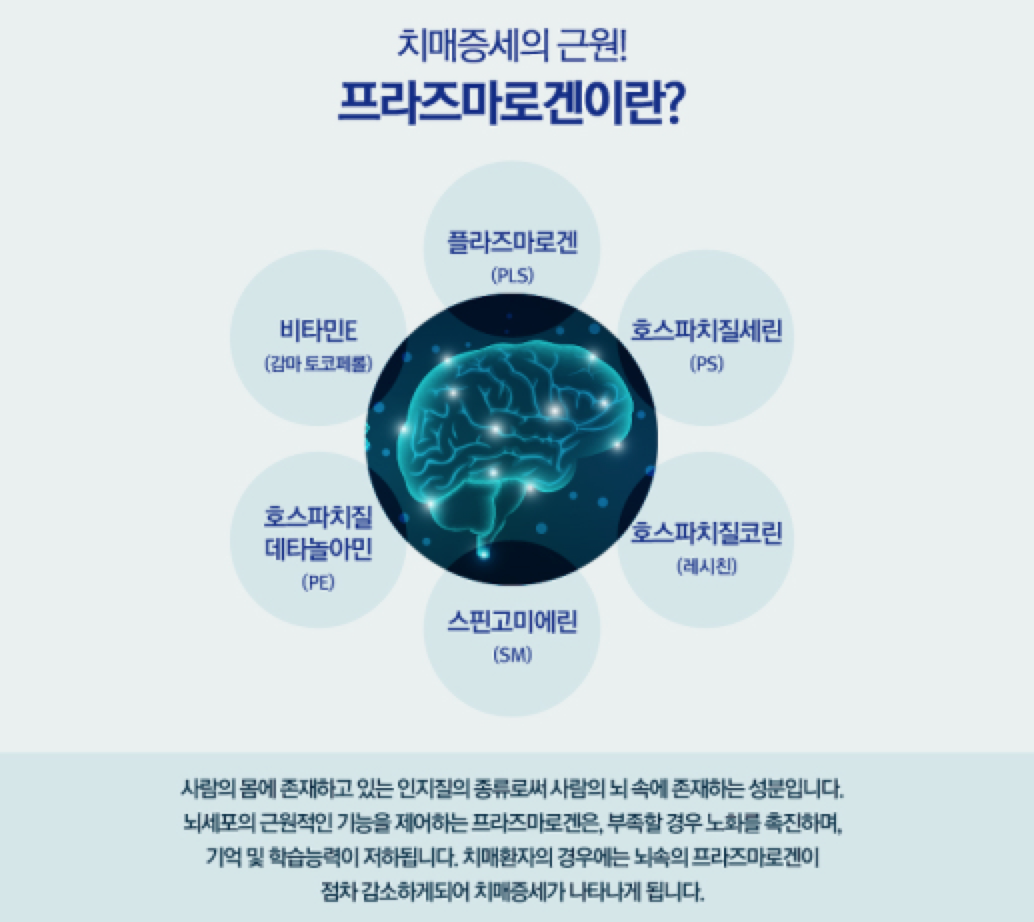 치매증세의 근원!
프라즈마로겐이란?
플라즈마로겐
(PLS)
비타민E
(감마 토코페롤)
호스파치질세린
(PS)
호스파치질
데타놀아민
(PE)
호스파치질코린
(레시친)
스핀고미에린
(SM)
사람의 몸에 존재하고 있는 인지질의 종류로써 사람의 뇌 속에 존재하는 성분입니다.
뇌세포의 근원적인 기능을 제어하는 프라즈마로겐은, 부족할 경우 노화를 촉진하며,
기억 및 학습능력이 저하됩니다. 치매환자의 경우에는 뇌속의 프라즈마로겐이
점차 감소하게되어 치매증세가 나타나게 됩니다.